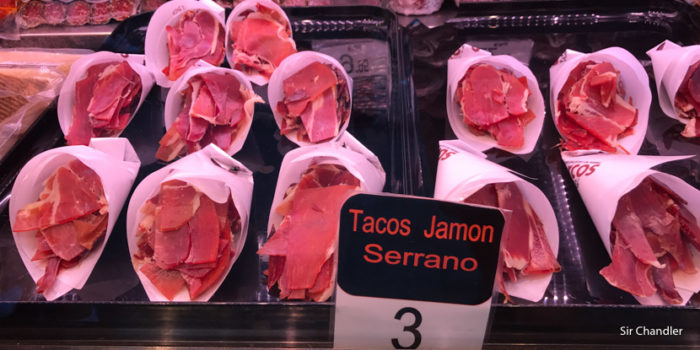 Tacos Jamon
Serrano
3
Sir Chandler